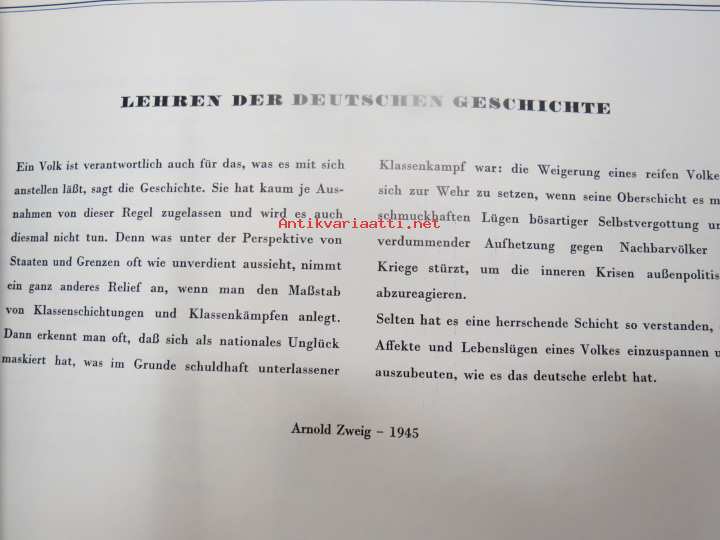 LEHREN DER DEUTSCHEN GESCHICHTE
Ein Volk ist verantwortlich auch für das, was es mit sich
anstellen läßt, sagt die Geschichte. Sie hat kaum je Aus-
nahmen von dieser Regel zugelassen und wird es auch
diesmal nicht tun. Denn was unter der Perspektive von
Staaten und Grenzen oft wie unverdient aussieht, nimmt
ein ganz anderes Relief an, wenn man den Maßstab
von Klassenschichtungen und Klassenkämpfen anlegt.
Dann erkennt man oft, daß sich als nationales Unglück
maskiert hat, was im Grunde schuldhaft unterlassener
Klassenkampf war: die Weigerung eines reifen Volke
sich zur Wehr zu setzen, wenn seine Oberschicht es m
schmuckhaften Lügen bösartiger Selbstvergottung un
verdummender Aufhetzung gegen Nachbarvölker
Kriege stürzt, um die inneren Krisen außenpolitis
abzureagieren.
Selten hat es eine herrschende Schicht so verstanden,
Affekte und Lebenslügen eines Volkes einzuspannen u
auszubeuten, wie es das deutsche erlebt hat.
Arnold Zweig – 1945
Antikvariaatti.net